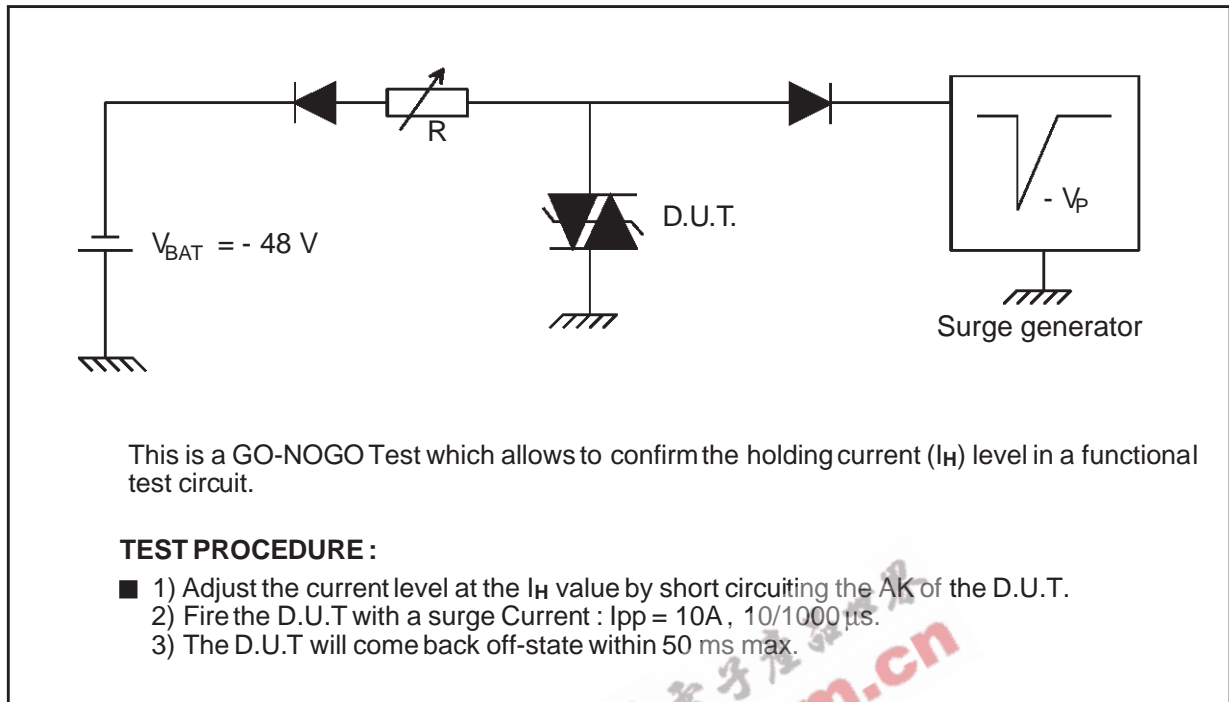 R
D.U.T.
- VP
VBAT = - 48 V
Surge generator
This is a GO-NOGO Test which allows to confirm the holding current (IH) level in a functional
test circuit.
TEST PROCEDURE :
■ 1) Adjust the current level at the IH value by short circuiting the AK of the D.U.T.
2) Fire the D.U.T with a surge Current : Ipp = 10A , 10/1000 μs.
3) The D.U.T will come back off-state within 50 ms max.